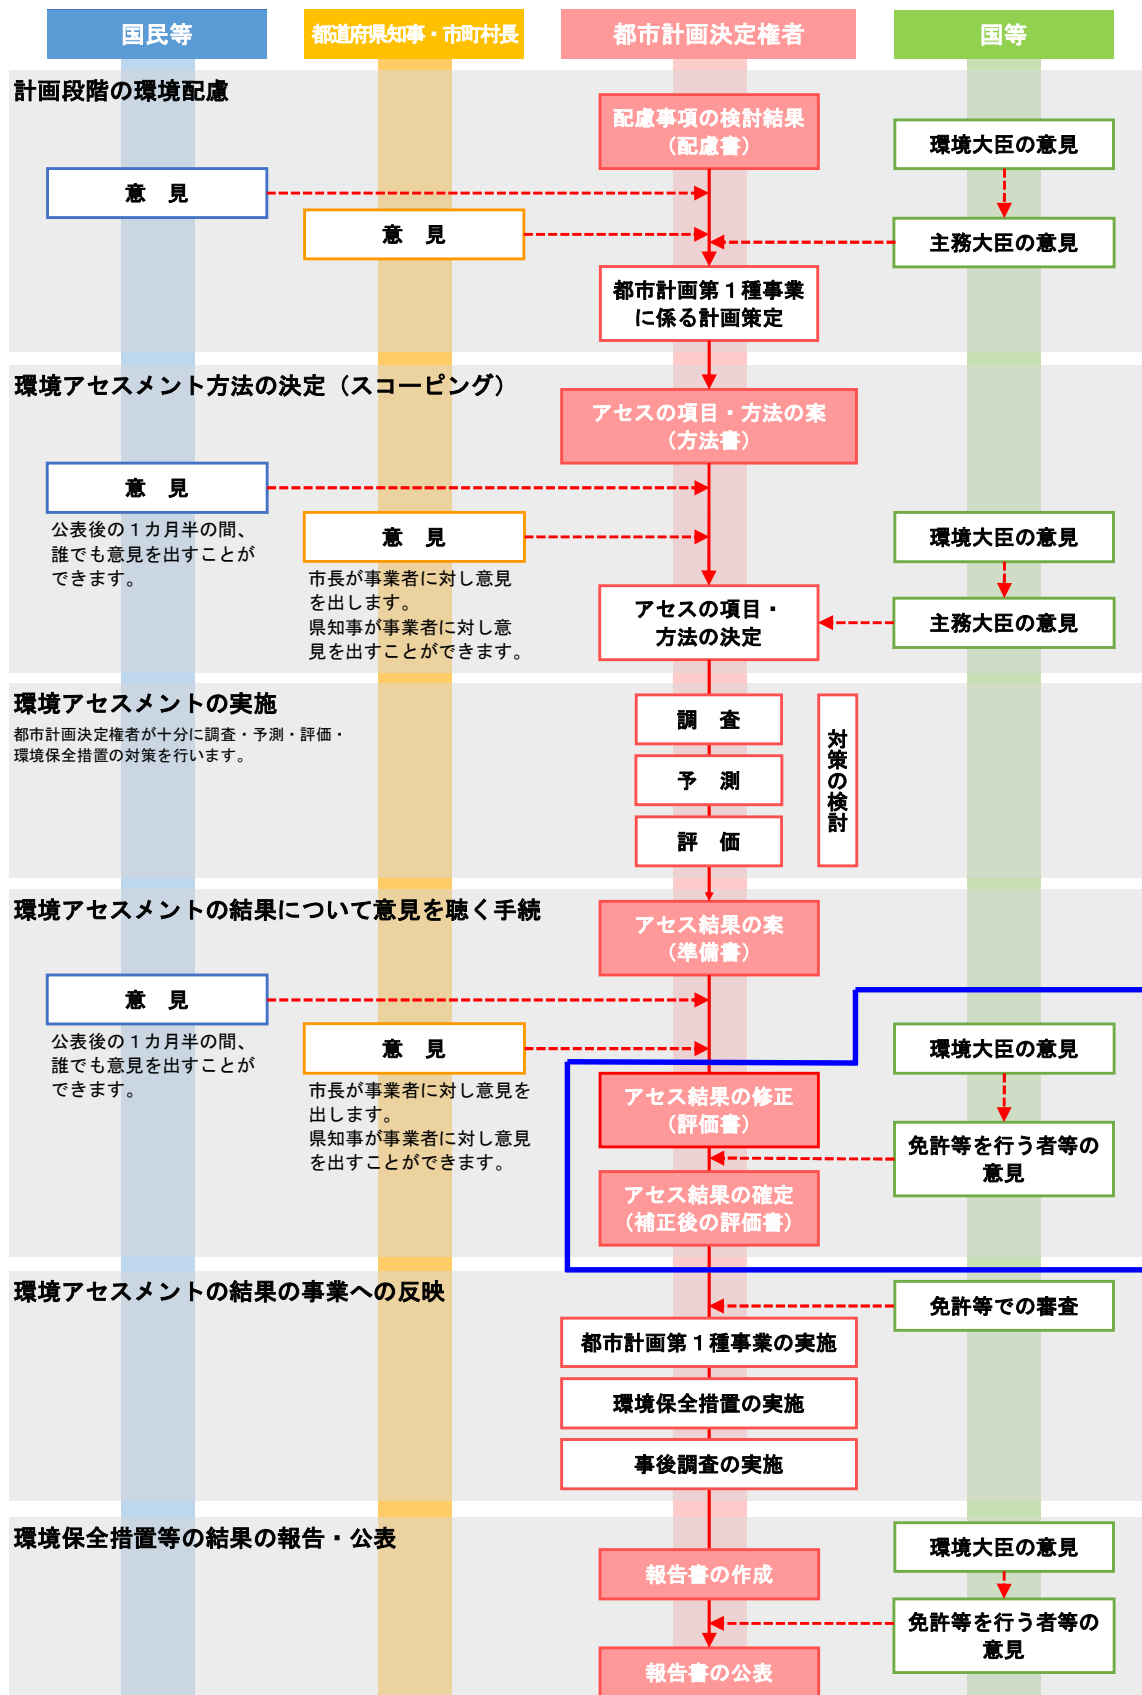 国民等
都道府県知事・市町村長
都市計画決定権者
国等
計画段階の環境配慮
配慮事項の検討結果
（配慮書）
環境大臣の意見
意　見
意　見
主務大臣の意見
都市計画第１種事業
に係る計画策定
環境アセスメント方法の決定（スコーピング）
アセスの項目・方法の案
（方法書）
意　見
公表後の１カ月半の間、
誰でも意見を出すことが
できます。
意　見
市長が事業者に対し意見
を出します。
県知事が事業者に対し意
見を出すことができます。
環境大臣の意見
アセスの項目・
方法の決定
主務大臣の意見
環境アセスメントの実施
都市計画決定権者が十分に調査・予測・評価・
環境保全措置の対策を行います。
調　査
予　測
評　価
対策の検討
環境アセスメントの結果について意見を聴く手続
アセス結果の案
（準備書）
意　見
公表後の１カ月半の間、
誰でも意見を出すことが
できます。
意　見
市長が事業者に対し意見を
出します。
県知事が事業者に対し意見
を出すことができます。
環境大臣の意見
アセス結果の修正
（評価書）
免許等を行う者等の
意見
アセス結果の確定
（補正後の評価書）
環境アセスメントの結果の事業への反映
免許等での審査
都市計画第１種事業の実施
環境保全措置の実施
事後調査の実施
環境保全措置等の結果の報告・公表
環境大臣の意見
報告書の作成
免許等を行う者等の
意見
報告書の公表